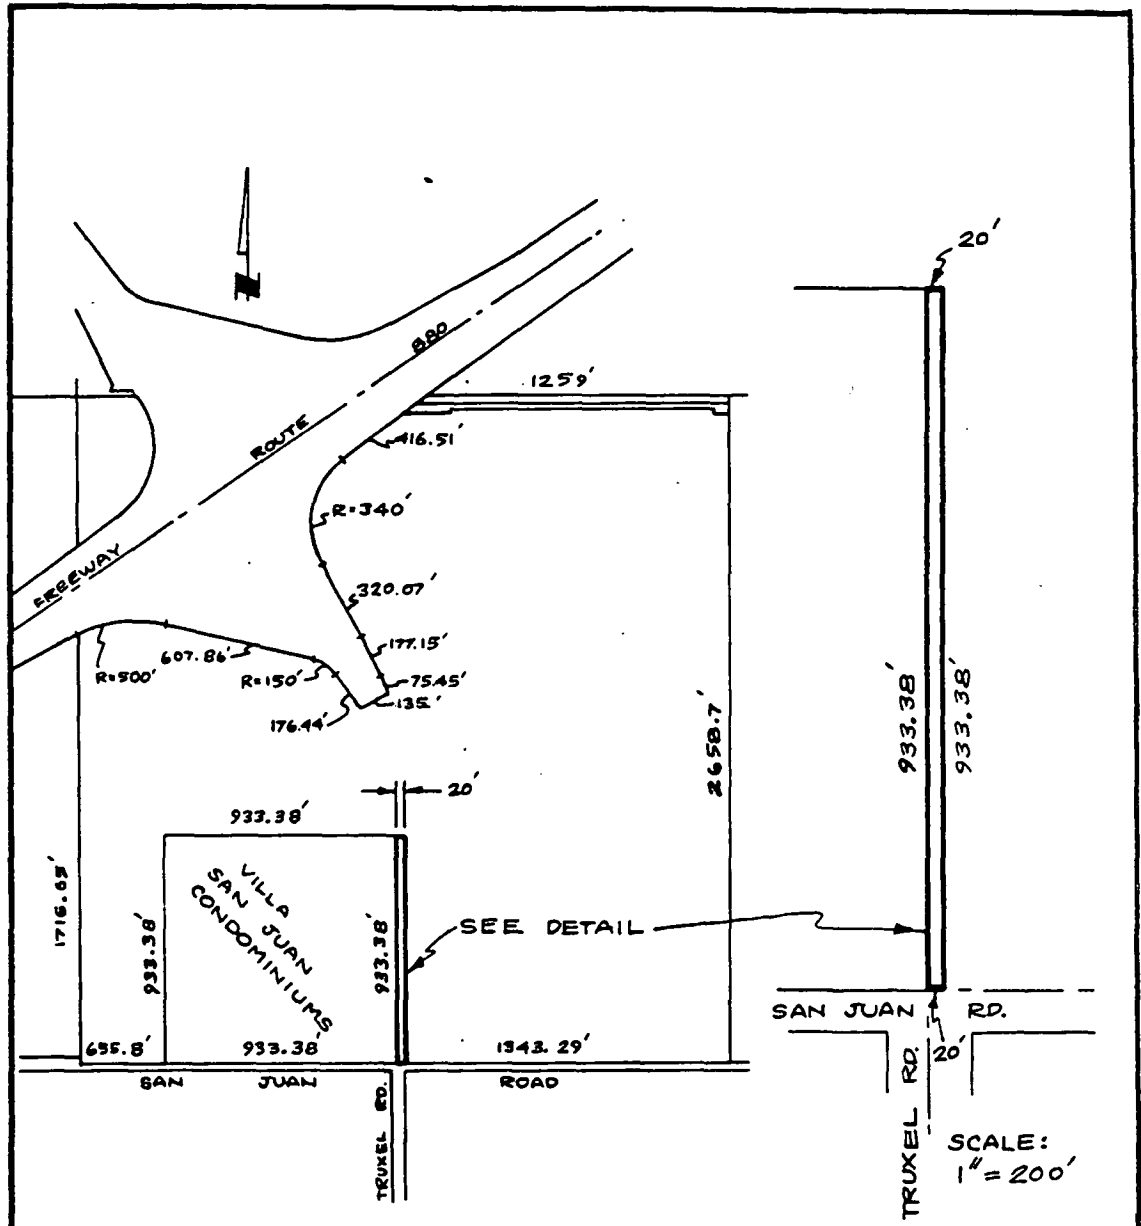 N
20'
880
1259'
ROUTE
416.51'
R=340'
FREEWAY
320.07'
177.15'
607.86'
R=500'
R=150'
75.45'
135'
176.44'
933.38'
933.38'
2658.7'
20'
933.38'
1716.65'
VILLA
SAN JUAN
CONDOMINIUMS
933.38'
933.38'
SEE DETAIL
SAN JUAN RD.
655.8'
933.38'
1343.29'
20'
SAN JUAN ROAD
TRUXEL RD.
TRUXEL RD.
SCALE:
1" = 200'